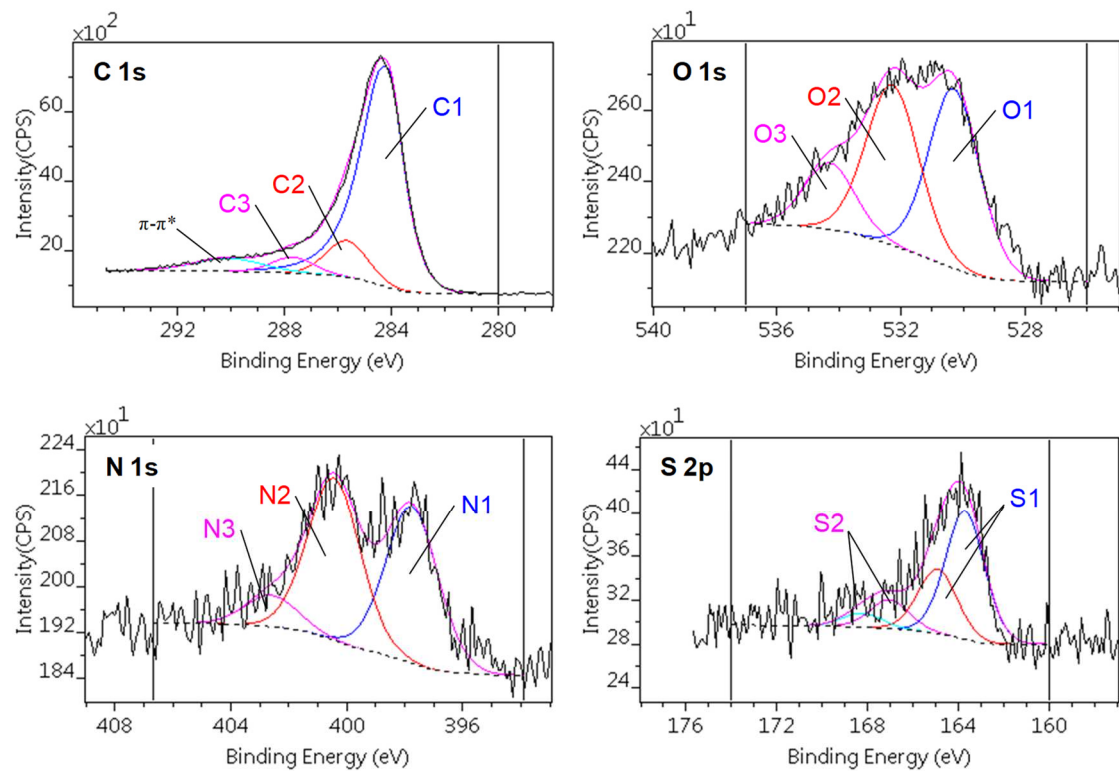 x10²
C 1s
C1
C2
C3
π-π*
60
20
Intensity(CPS)
292
288
284
280
Binding Energy (eV)
x10¹
O 1s
O1
O2
O3
260
240
220
Intensity(CPS)
540
536
532
528
Binding Energy (eV)
x10¹
N 1s
N1
N2
N3
224
216
208
200
192
184
Intensity(CPS)
408
404
400
396
Binding Energy (eV)
x10¹
S 2p
S1
S2
44
40
36
32
28
24
Intensity(CPS)
176
172
168
164
160
Binding Energy (eV)